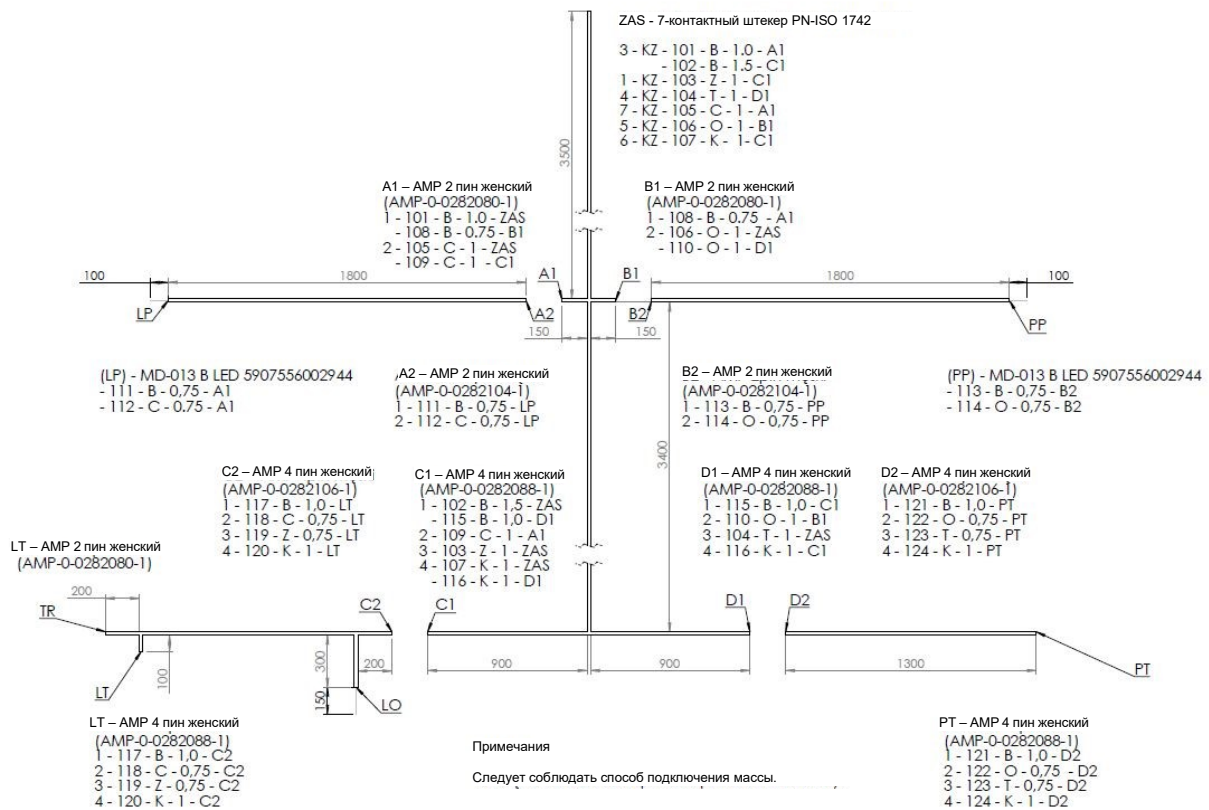 ZAS - 7-контактный штекер PN-ISO 1742
3 - KZ - 101 - B - 1.0 - A1
- 102 - B - 1.5 - C1
1 - KZ - 103 - Z - 1 - C1
4 - KZ - 104 - T - 1 - D1
7 - KZ - 105 - C - 1 - A1
5 - KZ - 106 - O - 1 - B1
6 - KZ - 107 - K - 1 - C1
3500
A1 – AMP 2 пин женский
(AMP-0-0282080-1)
1 - 101 - B - 1.0 - ZAS
- 108 - B - 0.75 - B1
2 - 105 - C - 1 - ZAS
- 109 - C - 1 - C1
B1 – AMP 2 пин женский
(AMP-0-0282080-1)
1 - 108 - B - 0.75 - A1
2 - 106 - O - 1 - ZAS
- 110 - O - 1 - D1
100
1800
A1
B1
1800
100
LP
A2
150
150
B2
PP
(LP) - MD-013 B LED 5907556002944
- 111 - B - 0,75 - A1
- 112 - C - 0.75 - A1
A2 – AMP 2 пин женский
(AMP-0-0282104-1)
1 - 111 - B - 0,75 - LP
2 - 112 - C - 0,75 - LP
B2 – AMP 2 пин женский
(AMP-0-0282104-1)
1 - 113 - B - 0,75 - PP
2 - 114 - O - 0,75 - PP
(PP) - MD-013 B LED 5907556002944
- 113 - B - 0,75 - B2
- 114 - O - 0,75 - B2
3400
C2 – AMP 4 пин женский
(AMP-0-0282106-1)
1 - 117 - B - 1,0 - LT
2 - 118 - C - 0,75 - LT
3 - 119 - Z - 0,75 - LT
4 - 120 - K - 1 - LT
C1 – AMP 4 пин женский
(AMP-0-0282088-1)
1 - 102 - B - 1,5 - ZAS
- 115 - B - 1,0 - D1
2 - 109 - C - 1 - A1
3 - 103 - Z - 1 - ZAS
4 - 107 - K - 1 - ZAS
- 116 - K - 1 - D1
D1 – AMP 4 пин женский
(AMP-0-0282088-1)
1 - 115 - B - 1,0 - C1
2 - 110 - O - 1 - B1
3 - 104 - T - 1 - ZAS
4 - 116 - K - 1 - C1
D2 – AMP 4 пин женский
(AMP-0-0282106-1)
1 - 121 - B - 1,0 - PT
2 - 122 - O - 0,75 - PT
3 - 123 - T - 0,75 - PT
4 - 124 - K - 1 - PT
LT – AMP 2 пин женский
(AMP-0-0282080-1)
200
TR
C2
C1
D1
D2
LT
100
300
200
150
LO
900
900
1300
PT
LT – AMP 4 пин женский
(AMP-0-0282088-1)
1 - 117 - B - 1,0 - C2
2 - 118 - C - 0,75 - C2
3 - 119 - Z - 0,75 - C2
4 - 120 - K - 1 - C2
Примечания
Следует соблюдать способ подключения массы.
PT – AMP 4 пин женский
(AMP-0-0282088-1)
1 - 121 - B - 1,0 - D2
2 - 122 - O - 0,75 - D2
3 - 123 - T - 0,75 - D2
4 - 124 - K - 1 - D2